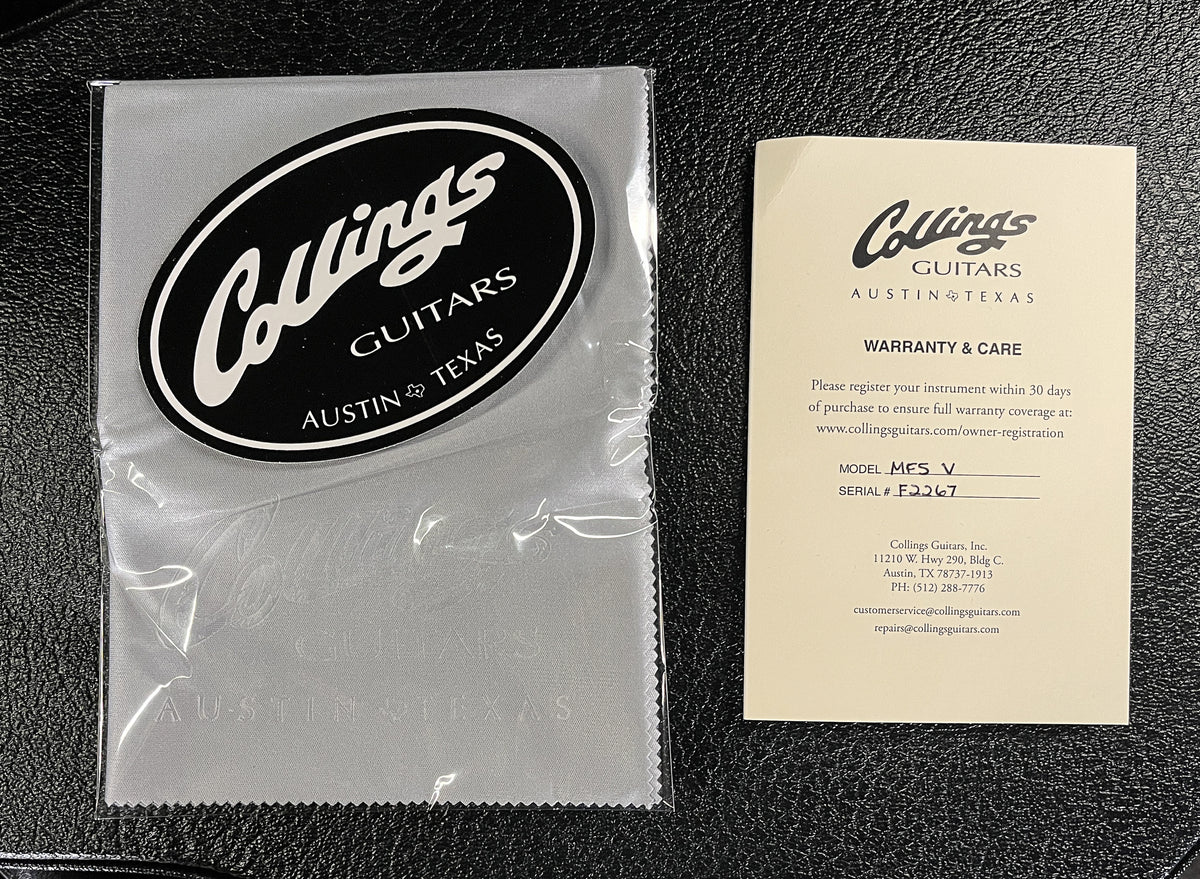 Collings
GUITARS
AUSTIN TEXAS
Collings
GUITARS
AUSTIN TEXAS
Collings
GUITARS
AUSTIN TEXAS
WARRANTY & CARE
Please register your instrument within 30 days
of purchase to ensure full warranty coverage at:
www.collingsguitars.com/owner-registration
MODEL MF5 V
SERIAL # F2267
Collings Guitars, Inc.
11210 W. Hwy 290, Bldg C.
Austin, TX 78737-1913
PH: (512) 288-7776
customerservice@collingsguitars.com
repairs@collingsguitars.com